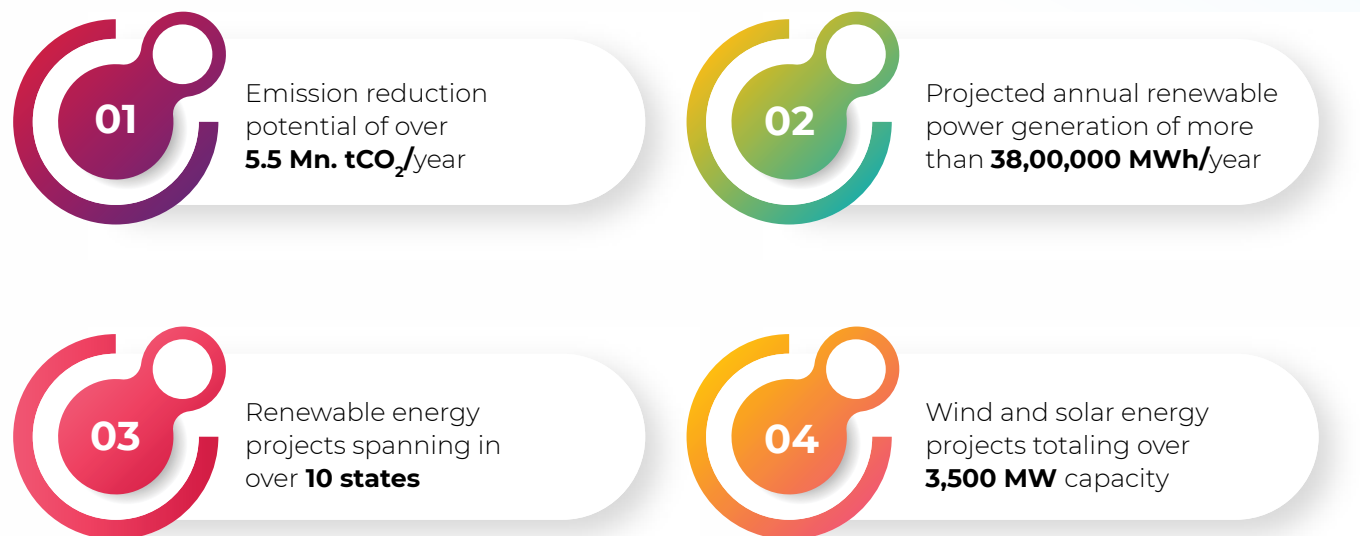 01
Emission reduction
potential of over
5.5 Mn. tCO₂/year
02
Projected annual renewable
power generation of more
than 38,00,000 MWh/year
03
Renewable energy
projects spanning in
over 10 states
04
Wind and solar energy
projects totaling over
3,500 MW capacity